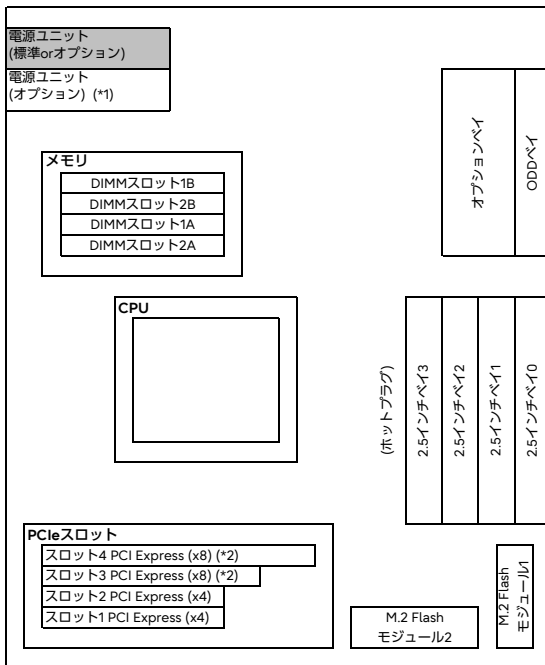 電源ユニット
(標準orオプション)
電源ユニット
(オプション) (*1)
オプションベイ
ODDベイ
メモリ
DIMMスロット1B
DIMMスロット2B
DIMMスロット1A
DIMMスロット2A
CPU
(ホットプラグ)
2.5インチベイ3
2.5インチベイ2
2.5インチベイ1
2.5インチベイ0
PCIeスロット
スロット4 PCI Express (x8) (*2)
スロット3 PCI Express (x8) (*2)
スロット2 PCI Express (x4)
スロット1 PCI Express (x4)
M.2 Flash
モジュール2
M.2 Flash
モジュール1